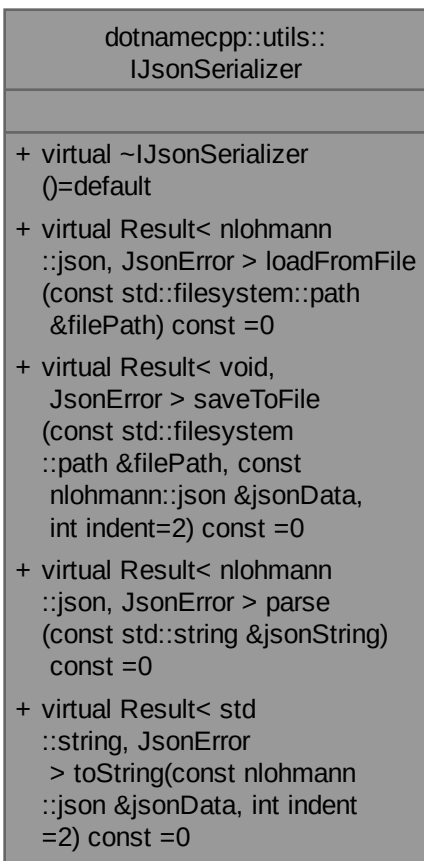 dotnamecpp::utils::
IJsonSerializer
+ virtual ~IJsonSerializer
()=default
+ virtual Result< nlohmann
::json, JsonError > loadFromFile
(const std::filesystem::path
&filePath) const =0
+ virtual Result< void,
JsonError > saveToFile
(const std::filesystem
::path &filePath, const
nlohmann::json &jsonData,
int indent=2) const =0
+ virtual Result< nlohmann
::json, JsonError > parse
(const std::string &jsonString)
const =0
+ virtual Result< std
::string, JsonError
> toString(const nlohmann
::json &jsonData, int indent
=2) const =0